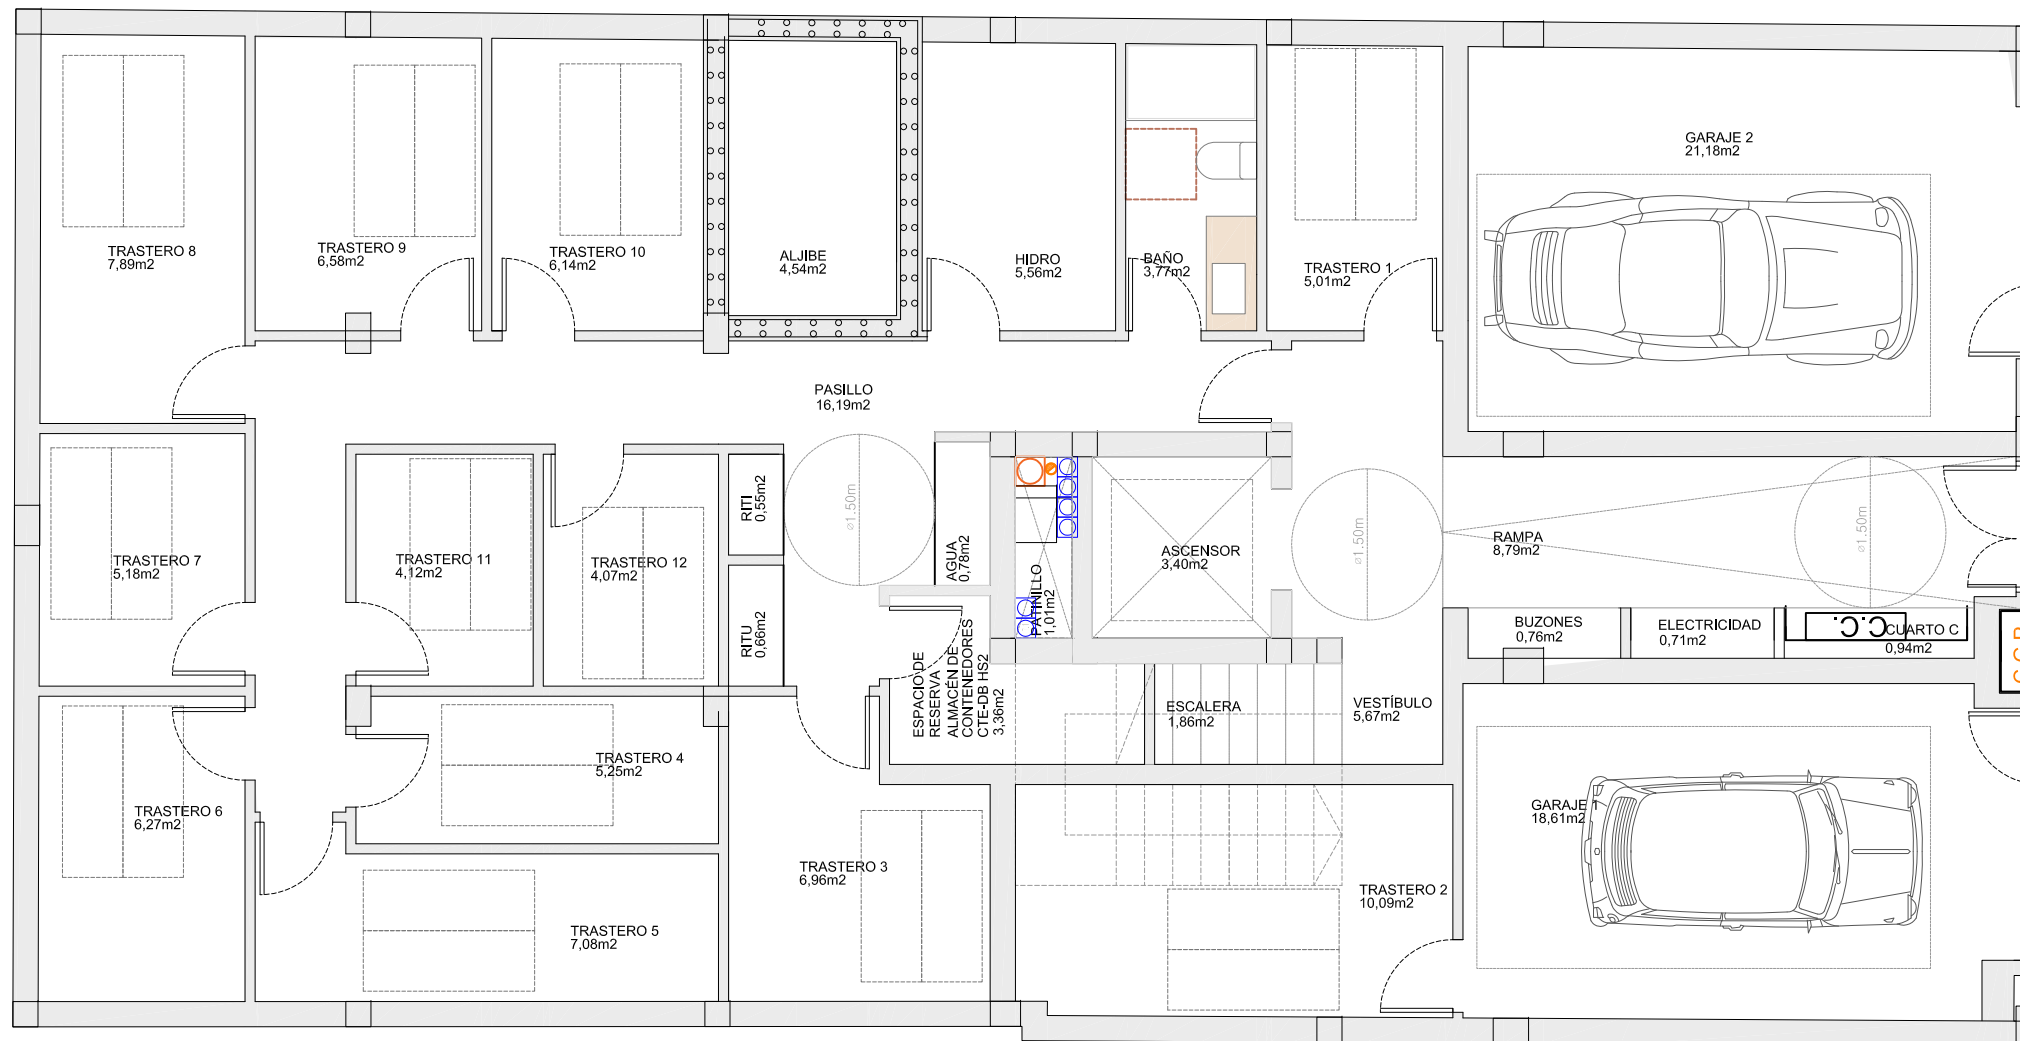 GARAJE 2
21,18m2
TRASTERO 8
7,89m2
TRASTERO 9
6,58m2
TRASTERO 10
6,14m2
ALJIBE
4,54m2
HIDRO
5,56m2
BAÑO
3,77m2
TRASTERO 1
5,01m2
PASILLO
16,19m2
RITI
0,55m2
⌀1.50m
AGUA
0,78m2
ASCENSOR
3,40m2
⌀1.50m
RAMPA
8,79m2
⌀1.50m
TRASTERO 7
5,18m2
TRASTERO 11
4,12m2
TRASTERO 12
4,07m2
RITU
0,66m2
PATINILLO
1,01m2
BUZONES
0,76m2
ELECTRICIDAD
0,71m2
C.C.
CUARTO C
0,94m2
ESPACIO DE
RESERVA
ALMACÉN DE
CONTENEDORES
CTE-DB HS2
3,36m2
ESCALERA
1,86m2
VESTÍBULO
5,67m2
TRASTERO 4
5,25m2
TRASTERO 6
6,27m2
GARAJE 1
18,61m2
TRASTERO 3
6,96m2
TRASTERO 2
10,09m2
TRASTERO 5
7,08m2